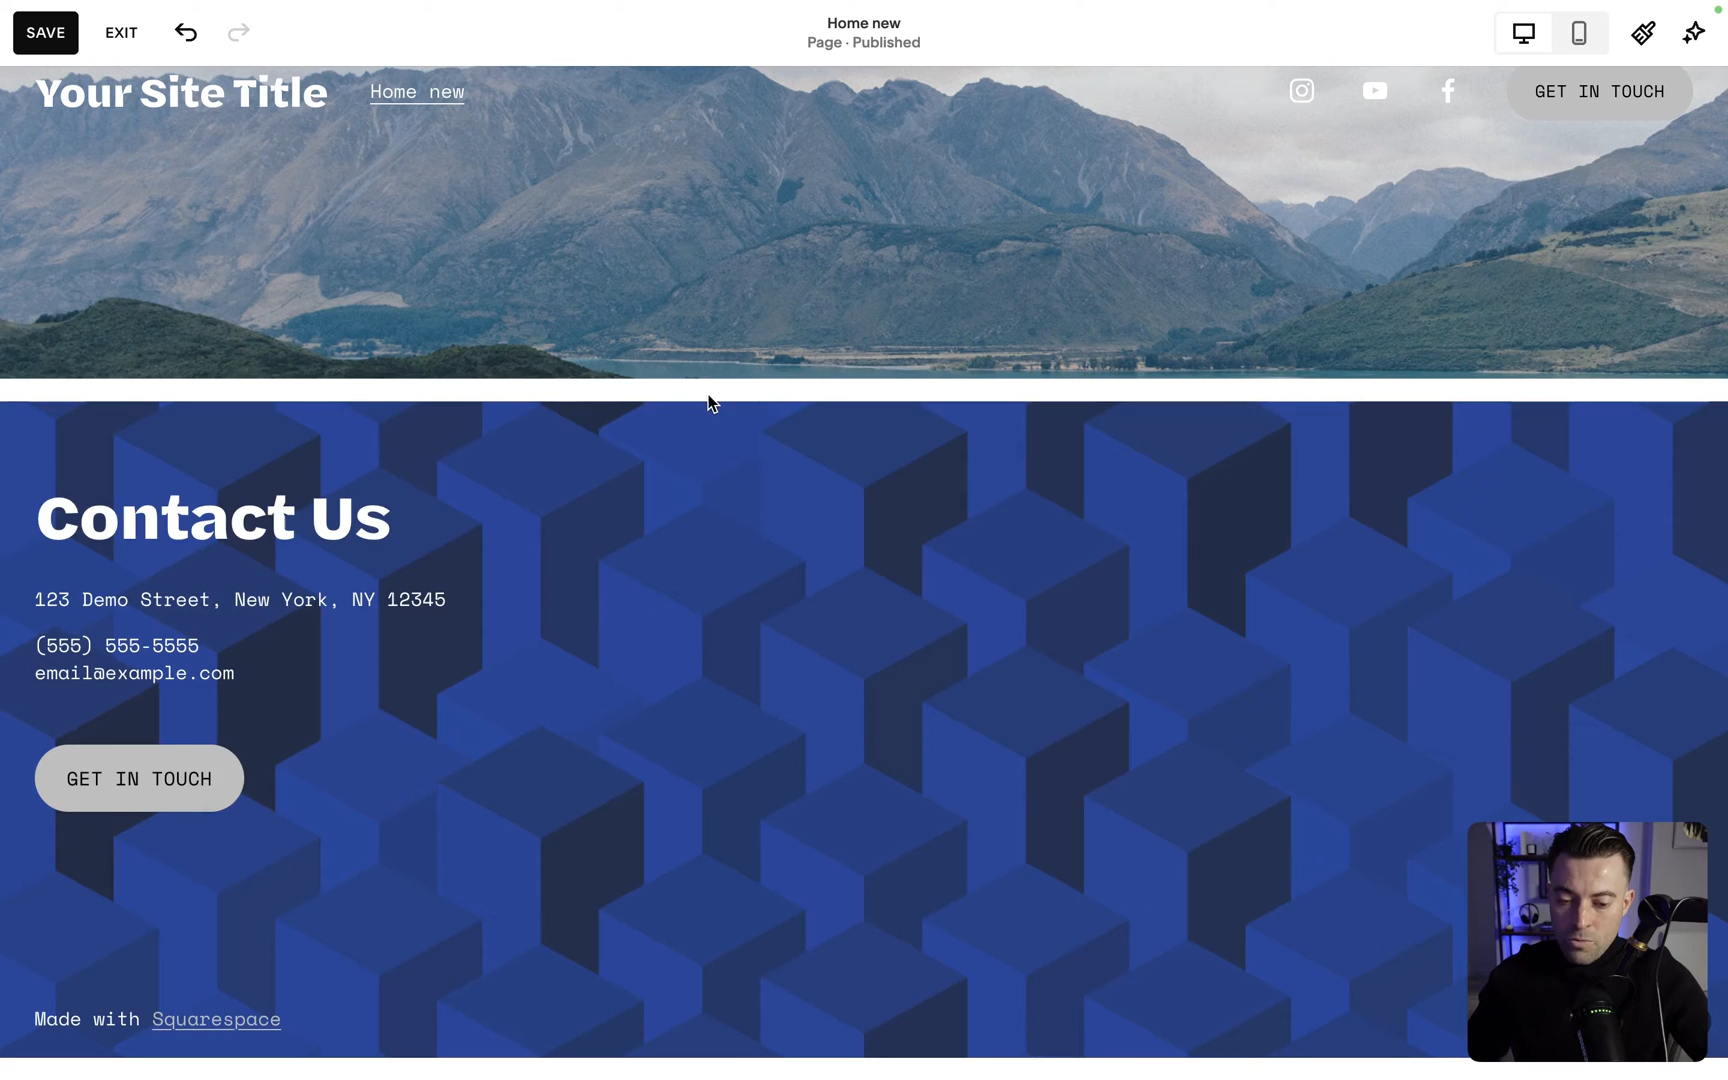 SAVE
EXIT
Home new
Page · Published
Your Site Title
Home new
GET IN TOUCH
Contact Us
123 Demo Street, New York, NY 12345
(555) 555-5555
email@example.com
GET IN TOUCH
Made with Squarespace